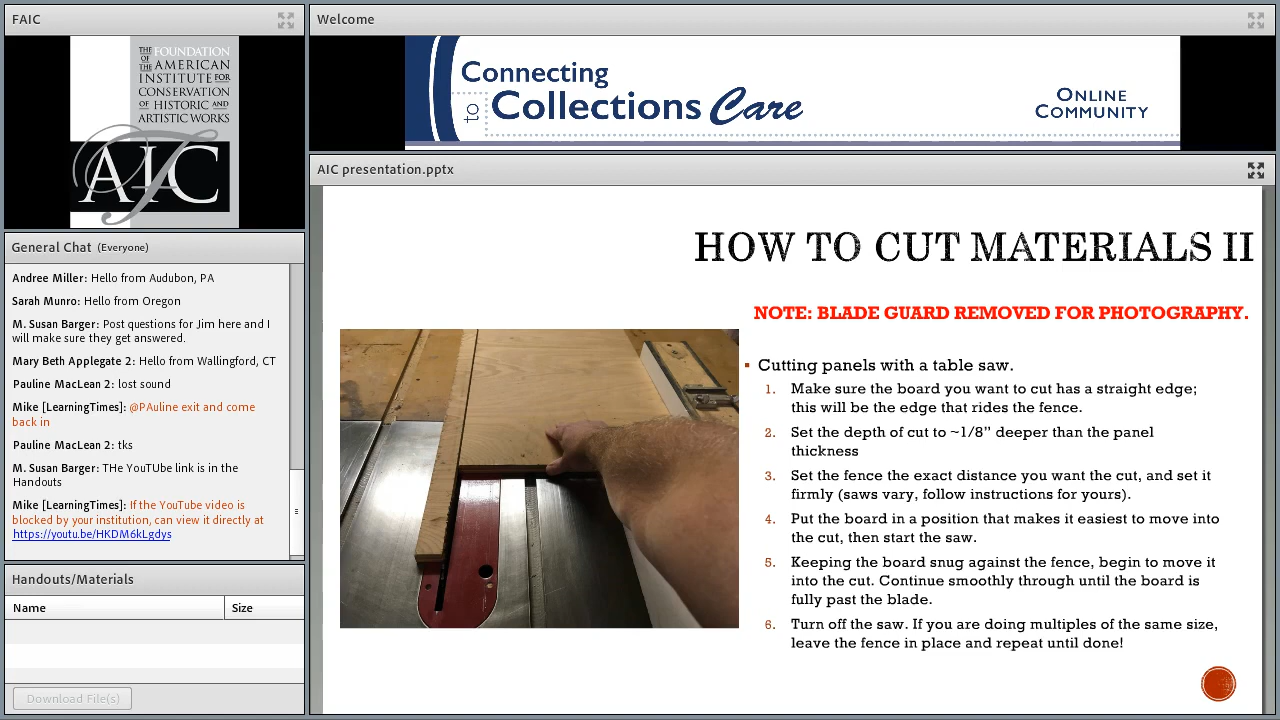 FAIC
THE FOUNDATION
OF THE AMERICAN
INSTITUTE FOR
CONSERVATION
OF HISTORIC AND
ARTISTIC WORKS
AIC
General Chat (Everyone)
Andree Miller: Hello from Audubon, PA
Sarah Munro: Hello from Oregon
M. Susan Barger: Post questions for Jim here and I
will make sure they get answered.
Mary Beth Applegate 2: Hello from Wallingford, CT
Pauline MacLean 2: lost sound
Mike [LearningTimes]: @PAuline exit and come
back in
Pauline MacLean 2: tks
M. Susan Barger: THe YouTUbe link is in the
Handouts
Mike [LearningTimes]: If the YouTube video is
blocked by your institution, can view it directly at
https://youtu.be/HKDM6kLgdys
Handouts/Materials
Name Size
Download File(s)
Welcome
Connecting
to Collections Care
ONLINE
COMMUNITY
AIC presentation.pptx
HOW TO CUT MATERIALS II
NOTE: BLADE GUARD REMOVED FOR PHOTOGRAPHY.
▪ Cutting panels with a table saw.
1. Make sure the board you want to cut has a straight edge;
this will be the edge that rides the fence.
2. Set the depth of cut to ~1/8” deeper than the panel
thickness
3. Set the fence the exact distance you want the cut, and set it
firmly (saws vary, follow instructions for yours).
4. Put the board in a position that makes it easiest to move into
the cut, then start the saw.
5. Keeping the board snug against the fence, begin to move it
into the cut. Continue smoothly through until the board is
fully past the blade.
6. Turn off the saw. If you are doing multiples of the same size,
leave the fence in place and repeat until done!